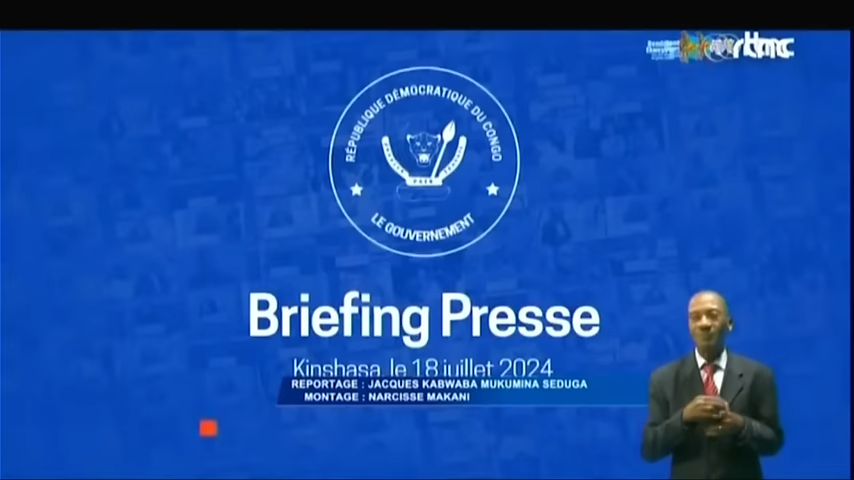 RÉPUBLIQUE DÉMOCRATIQUE DU CONGO
PAIX
LE GOUVERNEMENT
Briefing Presse
Kinshasa, le 18 juillet 2024
REPORTAGE : JACQUES KABWABA MUKUMINA SEDUGA
MONTAGE : NARCISSE MAKANI